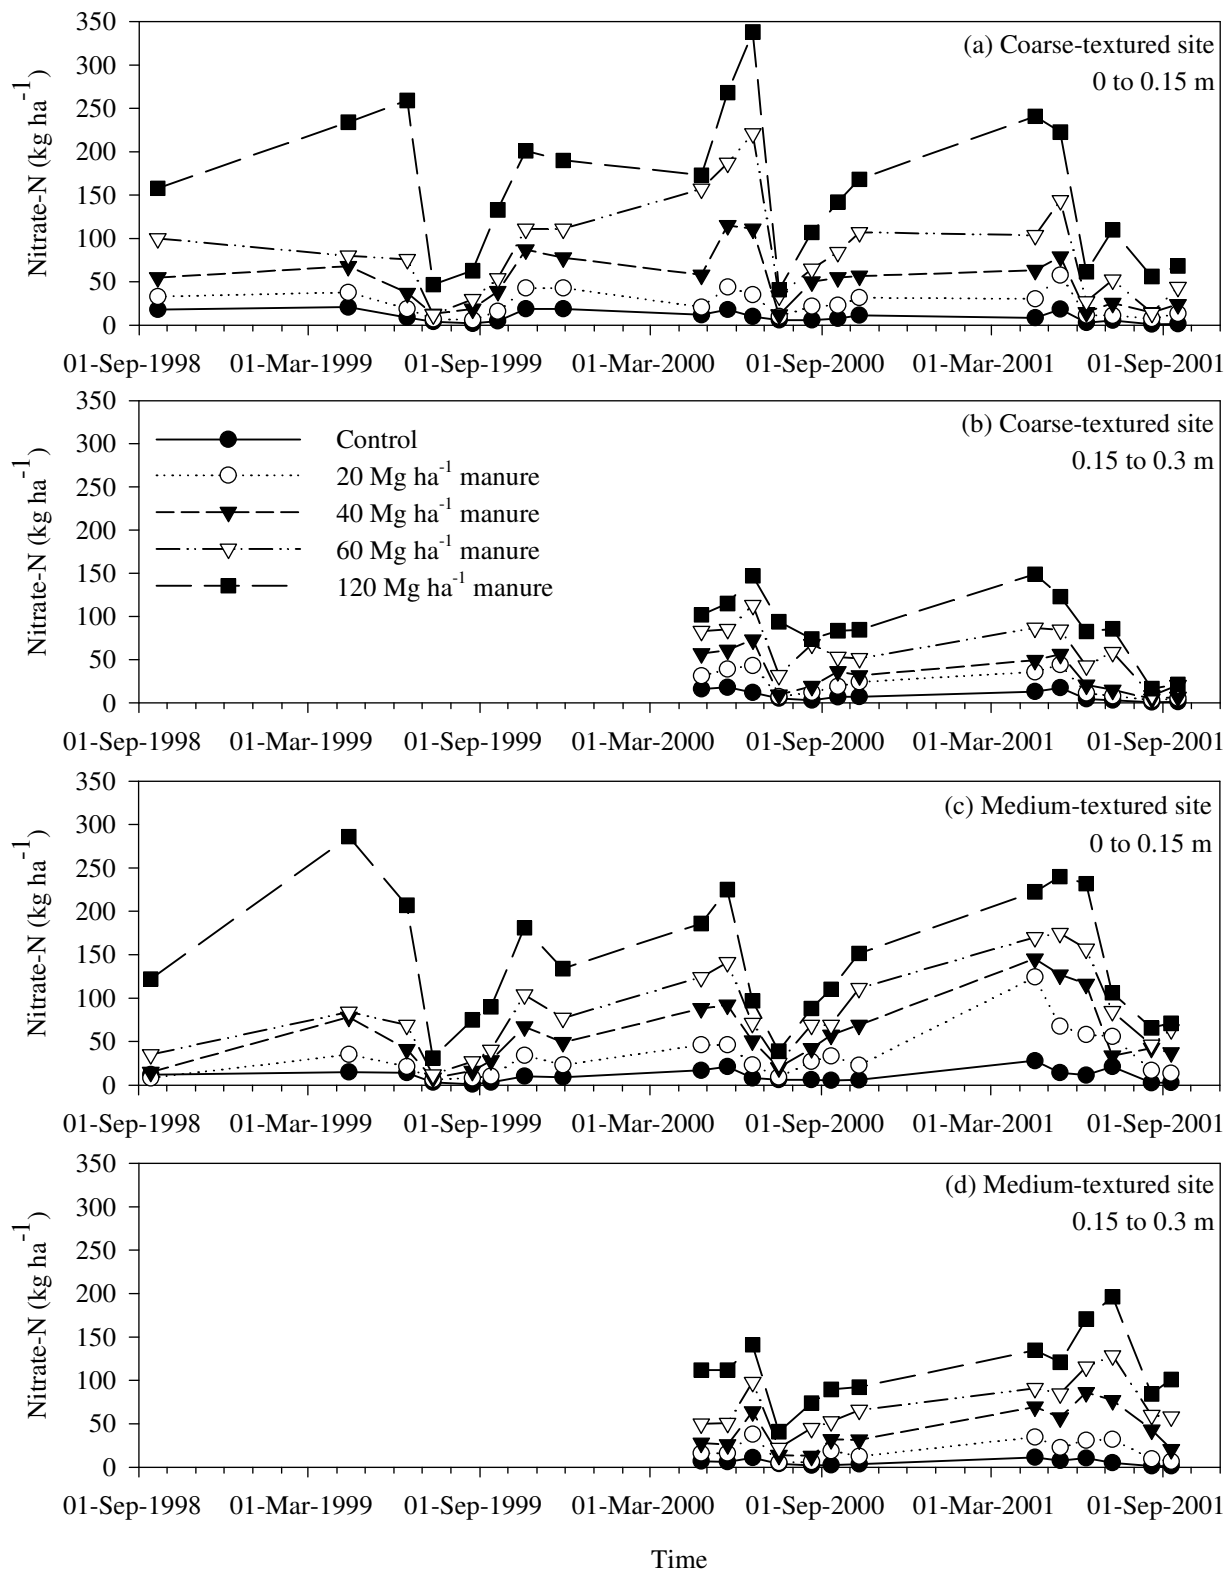 350
300
250
200
150
100
50
0
Nitrate-N (kg ha⁻¹)
(a) Coarse-textured site
0 to 0.15 m
01-Sep-1998 01-Mar-1999 01-Sep-1999 01-Mar-2000 01-Sep-2000 01-Mar-2001 01-Sep-2001
350
300
250
200
150
100
50
0
Nitrate-N (kg ha⁻¹)
(b) Coarse-textured site
0.15 to 0.3 m
Control
20 Mg ha⁻¹ manure
40 Mg ha⁻¹ manure
60 Mg ha⁻¹ manure
120 Mg ha⁻¹ manure
01-Sep-1998 01-Mar-1999 01-Sep-1999 01-Mar-2000 01-Sep-2000 01-Mar-2001 01-Sep-2001
350
300
250
200
150
100
50
0
Nitrate-N (kg ha⁻¹)
(c) Medium-textured site
0 to 0.15 m
01-Sep-1998 01-Mar-1999 01-Sep-1999 01-Mar-2000 01-Sep-2000 01-Mar-2001 01-Sep-2001
350
300
250
200
150
100
50
0
Nitrate-N (kg ha⁻¹)
(d) Medium-textured site
0.15 to 0.3 m
01-Sep-1998 01-Mar-1999 01-Sep-1999 01-Mar-2000 01-Sep-2000 01-Mar-2001 01-Sep-2001
Time